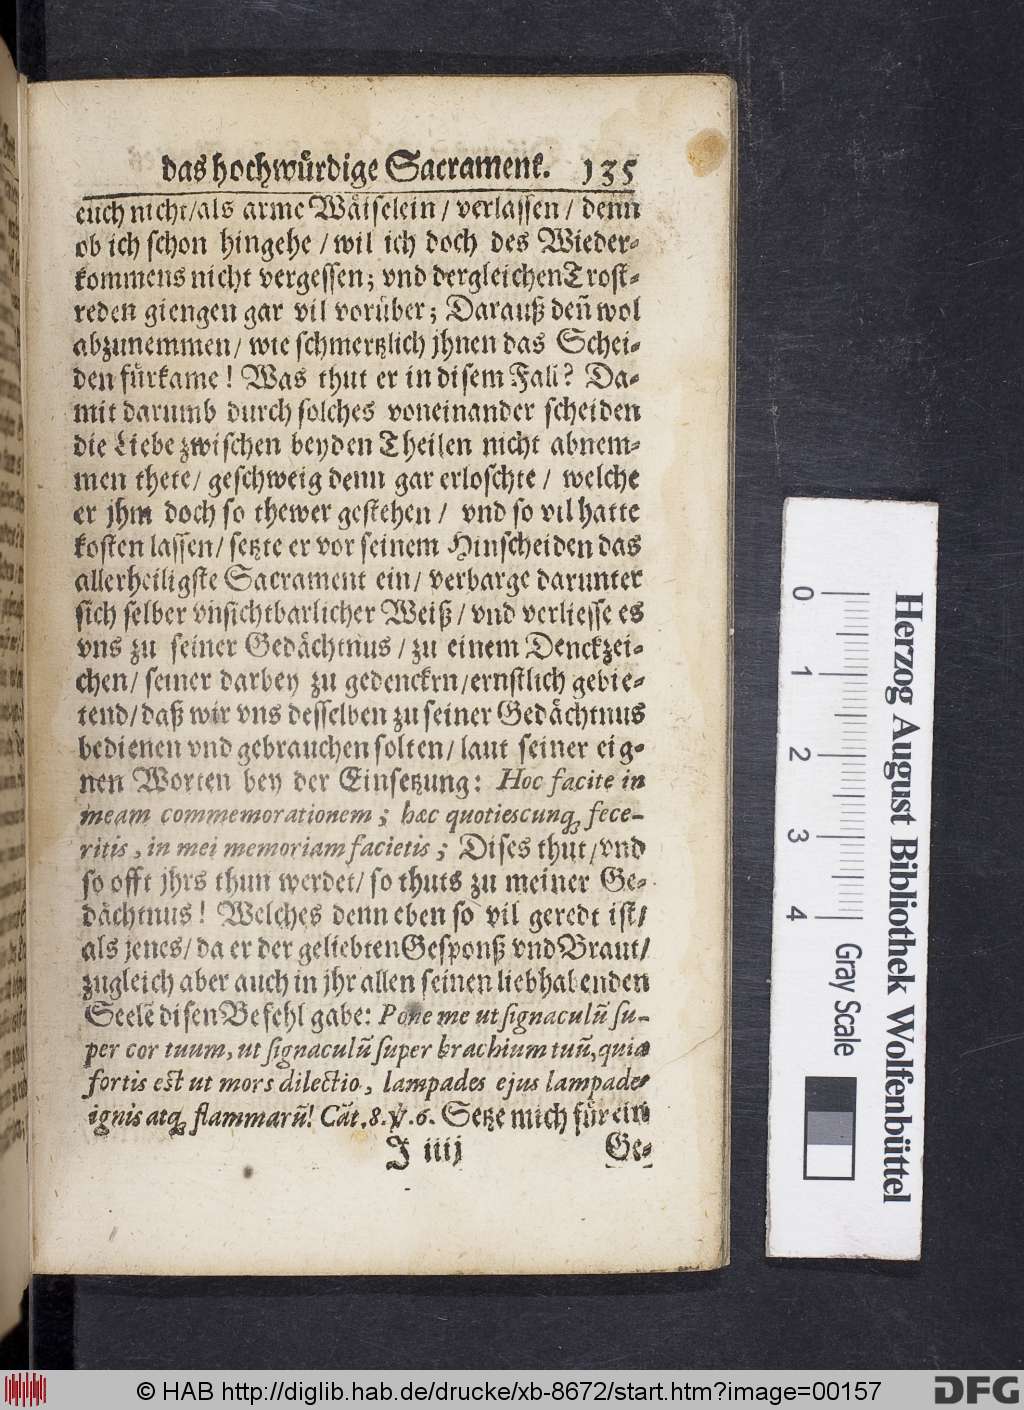 das hochwürdige Sacrament. 135
euch nicht/als arme Wäiselein / verlassen / denn
ob ich schon hingehe / wil ich doch des Wieder-
kommens nicht vergessen; vnd dergleichen Trost-
reden giengen gar vil vorüber; Darauß deñ wol
abzunemmen/ wie schmertzlich jhnen das Schei-
den fürkame! Was thut er in disem Fall? Da-
mit darumb durch solches voneinander scheiden
die Liebe zwischen beyden Theilen nicht abnem-
men thete/ geschweig denn gar erloschte / welche
er jhm doch so thewer gestehen / vnd so vil hatte
kosten lassen/ setzte er vor seinem Hinscheiden das
allerheiligste Sacrament ein/ verbarge darunter
sich selber vnsichtbarlicher Weiß/ vnd verliesse es
vns zu seiner Gedächtnus / zu einem Denckzei-
chen/ seiner darbey zu gedenckrn/ernstlich gebie-
tend/ daß wir vns desselben zu seiner Gedächtnus
bedienen vnd gebrauchen solten/ laut seiner eig-
nen Worten bey der Einsetzung: Hoc facite in
meam commemorationem; hæc quotiescunq; fece-
ritis, in mei memoriam facietis; Dises thut/vnd
so offt jhrs thun werdet/ so thuts zu meiner Ge-
dächtnus! Welches denn eben so vil geredt ist/
als jenes/ da er der geliebten Gesponß vnd Braut/
zugleich aber auch in jhr allen seinen liebhabenden
Seelẽ disen Befehl gabe: Pone me ut signaculũ su-
per cor tuum, ut signaculũ super brachium tuũ, quia
fortis est ut mors dilectio, lampades ejus lampades
ignis atq; flammarũ! Cãt. 8. ℣. 6. Setze mich für ein
J iiij Ge-
Herzog August Bibliothek Wolfenbüttel
0 1 2 3 4 Gray Scale
© HAB http://diglib.hab.de/drucke/xb-8672/start.htm?image=00157
DFG